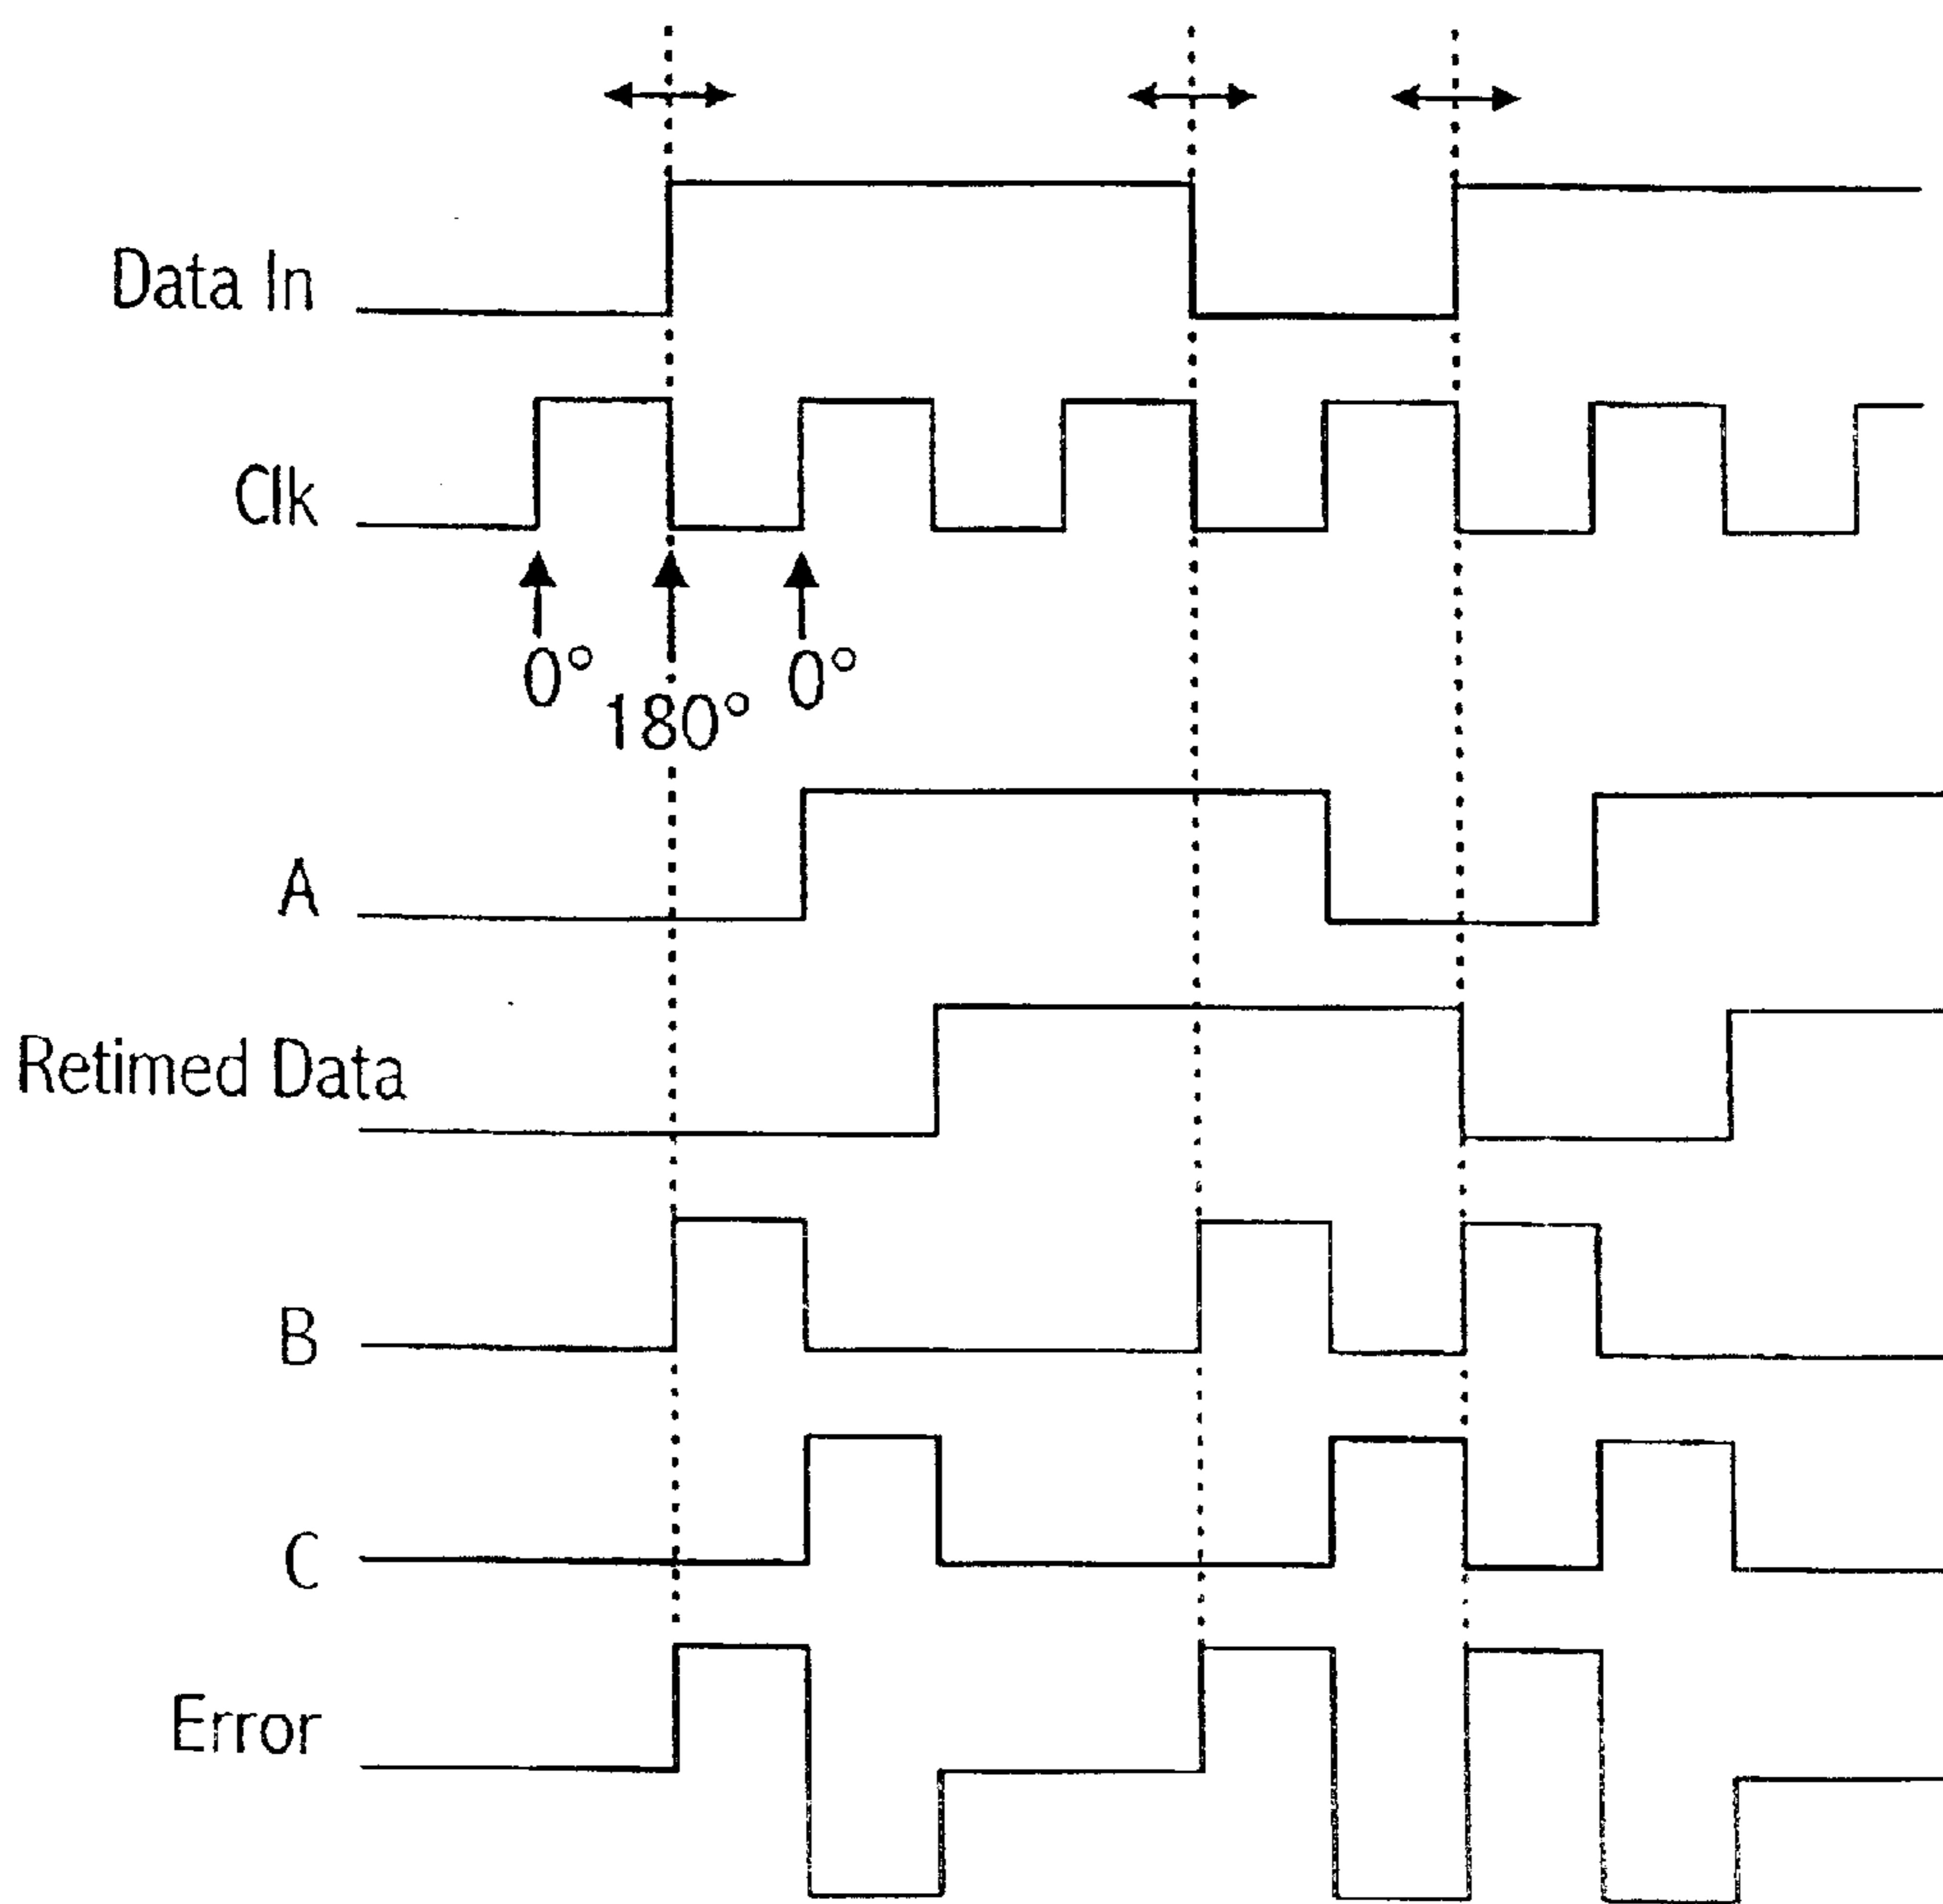 Data In
Clk
0°
180°
0°
A
Retimed Data
B
C
Error